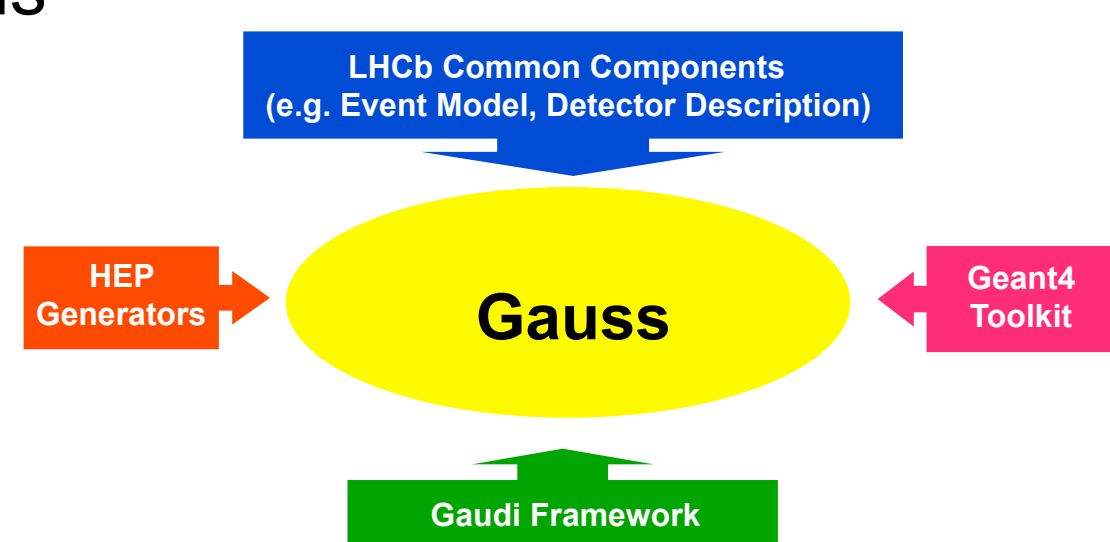 LHCb Common Components
(e.g. Event Model, Detector Description)
HEP
Generators
Gauss
Geant4
Toolkit
Gaudi Framework